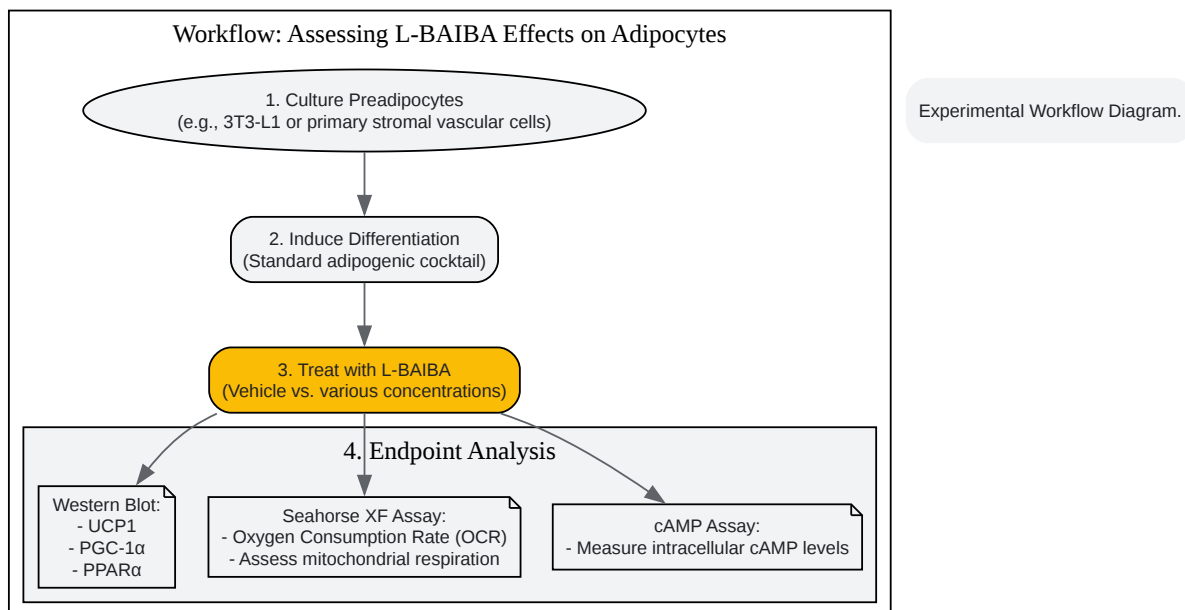 Workflow: Assessing L-BAIBA Effects on Adipocytes
1. Culture Preadipocytes
(e.g., 3T3-L1 or primary stromal vascular cells)
Experimental Workflow Diagram.
2. Induce Differentiation
(Standard adipogenic cocktail)
3. Treat with L-BAIBA
(Vehicle vs. various concentrations)
4. Endpoint Analysis
Western Blot:
- UCP1
- PGC-1α
- PPARα
Seahorse XF Assay:
- Oxygen Consumption Rate (OCR)
- Assess mitochondrial respiration
cAMP Assay:
- Measure intracellular cAMP levels